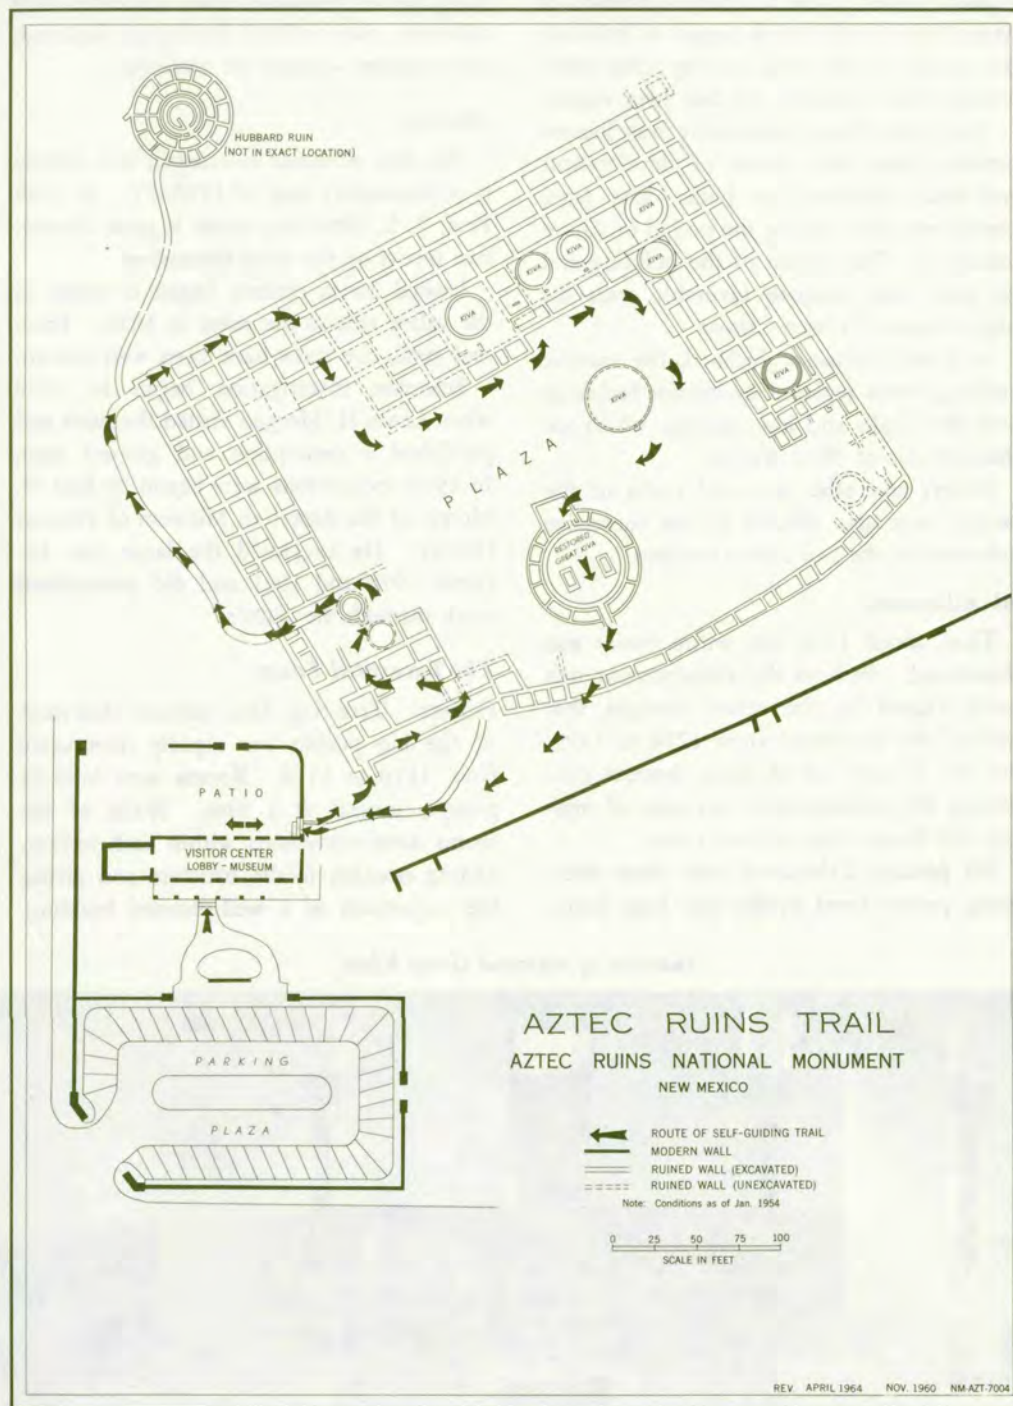 HUBBARD RUIN
(NOT IN EXACT LOCATION)
KIVA
KIVA
KIVA
KIVA
KIVA
KIVA
KIVA
PLAZA
RESTORED
GREAT KIVA
PATIO
VISITOR CENTER
LOBBY - MUSEUM
PARKING
PLAZA
AZTEC RUINS TRAIL
AZTEC RUINS NATIONAL MONUMENT
NEW MEXICO
ROUTE OF SELF-GUIDING TRAIL
MODERN WALL
RUINED WALL (EXCAVATED)
RUINED WALL (UNEXCAVATED)
Note: Conditions as of Jan. 1954
0 25 50 75 100
SCALE IN FEET
REV. APRIL 1964 NOV. 1960 NM-AZT-7004